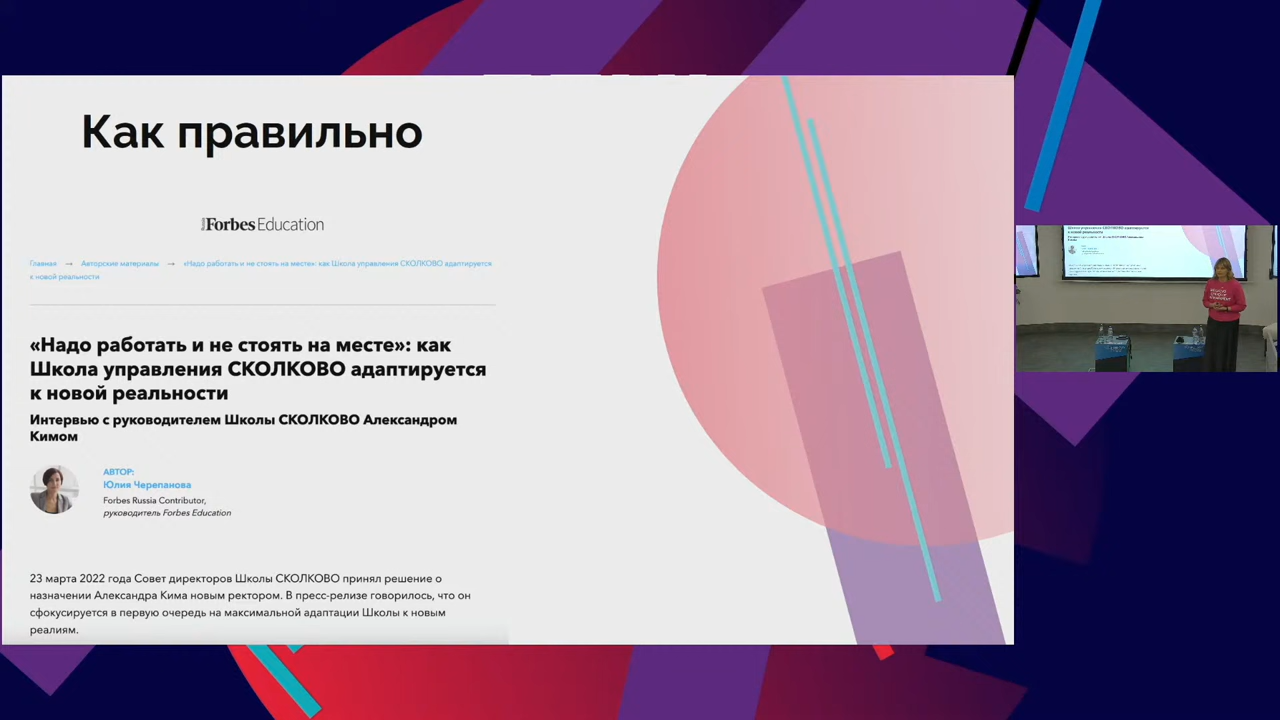 Как правильно
Russia Forbes Education
Главная → Авторские материалы → «Надо работать и не стоять на месте»: как Школа управления СКОЛКОВО адаптируется
к новой реальности
«Надо работать и не стоять на месте»: как
Школа управления СКОЛКОВО адаптируется
к новой реальности
Интервью с руководителем Школы СКОЛКОВО Александром
Кимом
АВТОР:
Юлия Черепанова
Forbes Russia Contributor,
руководитель Forbes Education
23 марта 2022 года Совет директоров Школы СКОЛКОВО принял решение о
назначении Александра Кима новым ректором. В пресс-релизе говорилось, что он
сфокусируется в первую очередь на максимальной адаптации Школы к новым
реалиям.